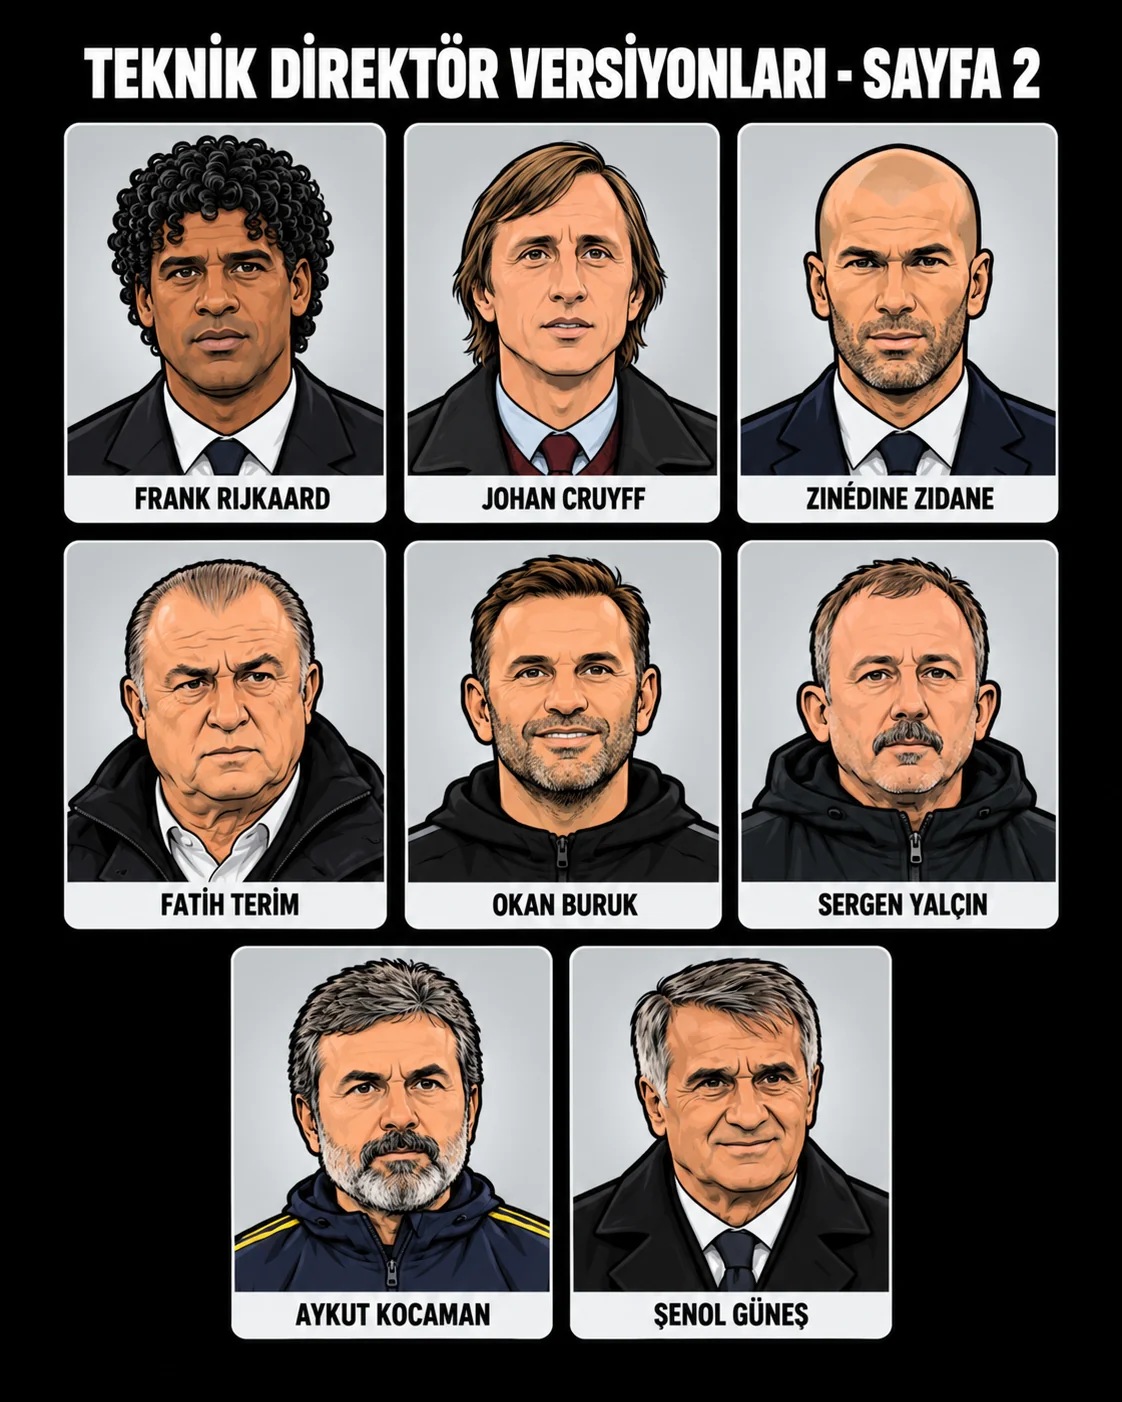 TEKNİK DİREKTÖR VERSİYONLARI - SAYFA 2
FRANK RIJKAARD
JOHAN CRUYFF
ZINÉDINE ZIDANE
FATİH TERİM
OKAN BURUK
SERGEN YALÇIN
AYKUT KOCAMAN
ŞENOL GÜNEŞ